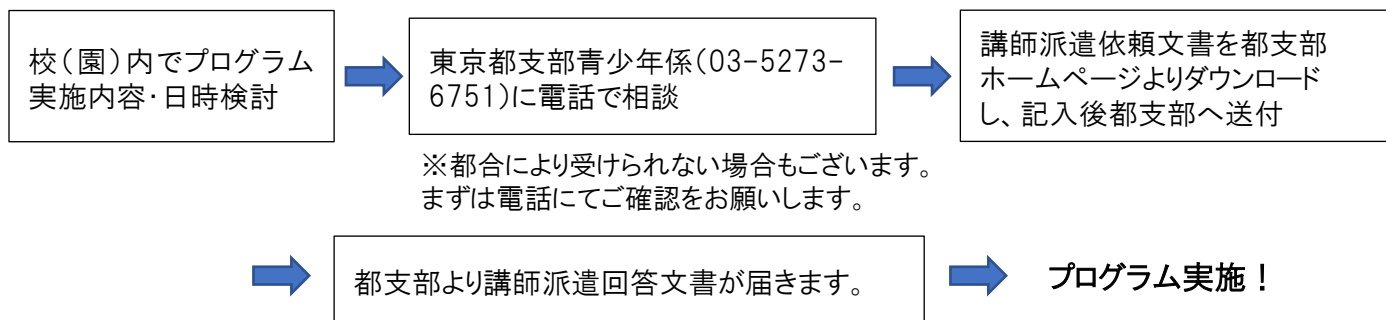 校(園)内でプログラム
実施内容・日時検討
東京都支部青少年係(03-5273-
6751)に電話で相談
講師派遣依頼文書を都支部
ホームページよりダウンロード
し、記入後都支部へ送付
※都合により受けられない場合もございます。
まずは電話にてご確認をお願いします。
都支部より講師派遣回答文書が届きます。
プログラム実施！